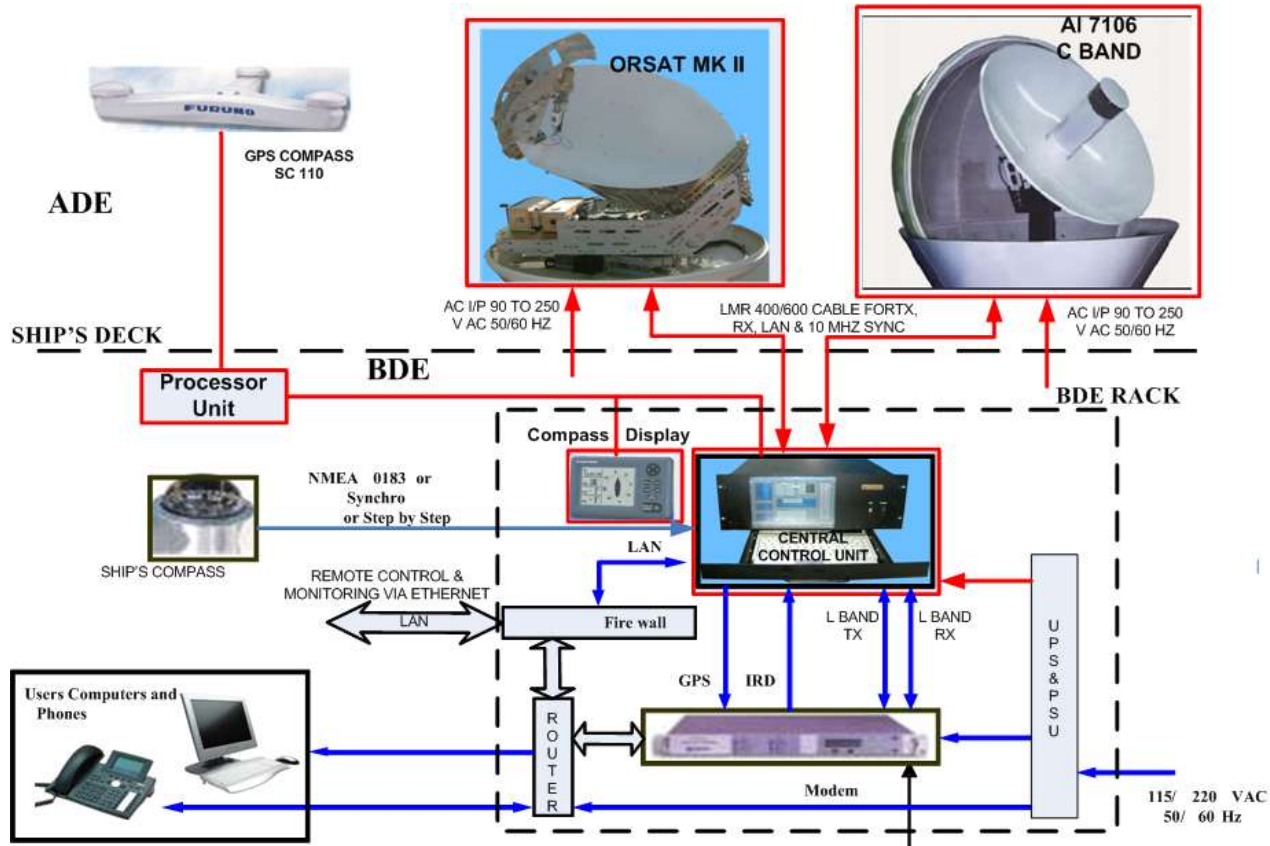 ORSAT MK II
AI 7106
C BAND
FURUNO
GPS COMPASS
SC 110
ADE
AC I/P 90 TO 250
V AC 50/60 HZ
LMR 400/600 CABLE FORTX,
RX, LAN & 10 MHZ SYNC
AC I/P 90 TO 250
V AC 50/60 HZ
SHIP'S DECK
BDE
Processor
Unit
BDE RACK
Compass Display
NMEA 0183 or
Synchro
or Step by Step
CENTRAL
CONTROL UNIT
SHIP'S COMPASS
LAN
REMOTE CONTROL &
MONITORING VIA ETHERNET
LAN
Fire wall
L BAND
TX
L BAND
RX
UPS&PSU
GPS
IRD
Users Computers and
Phones
ROUTER
Modem
115/ 220 VAC
50/ 60 Hz